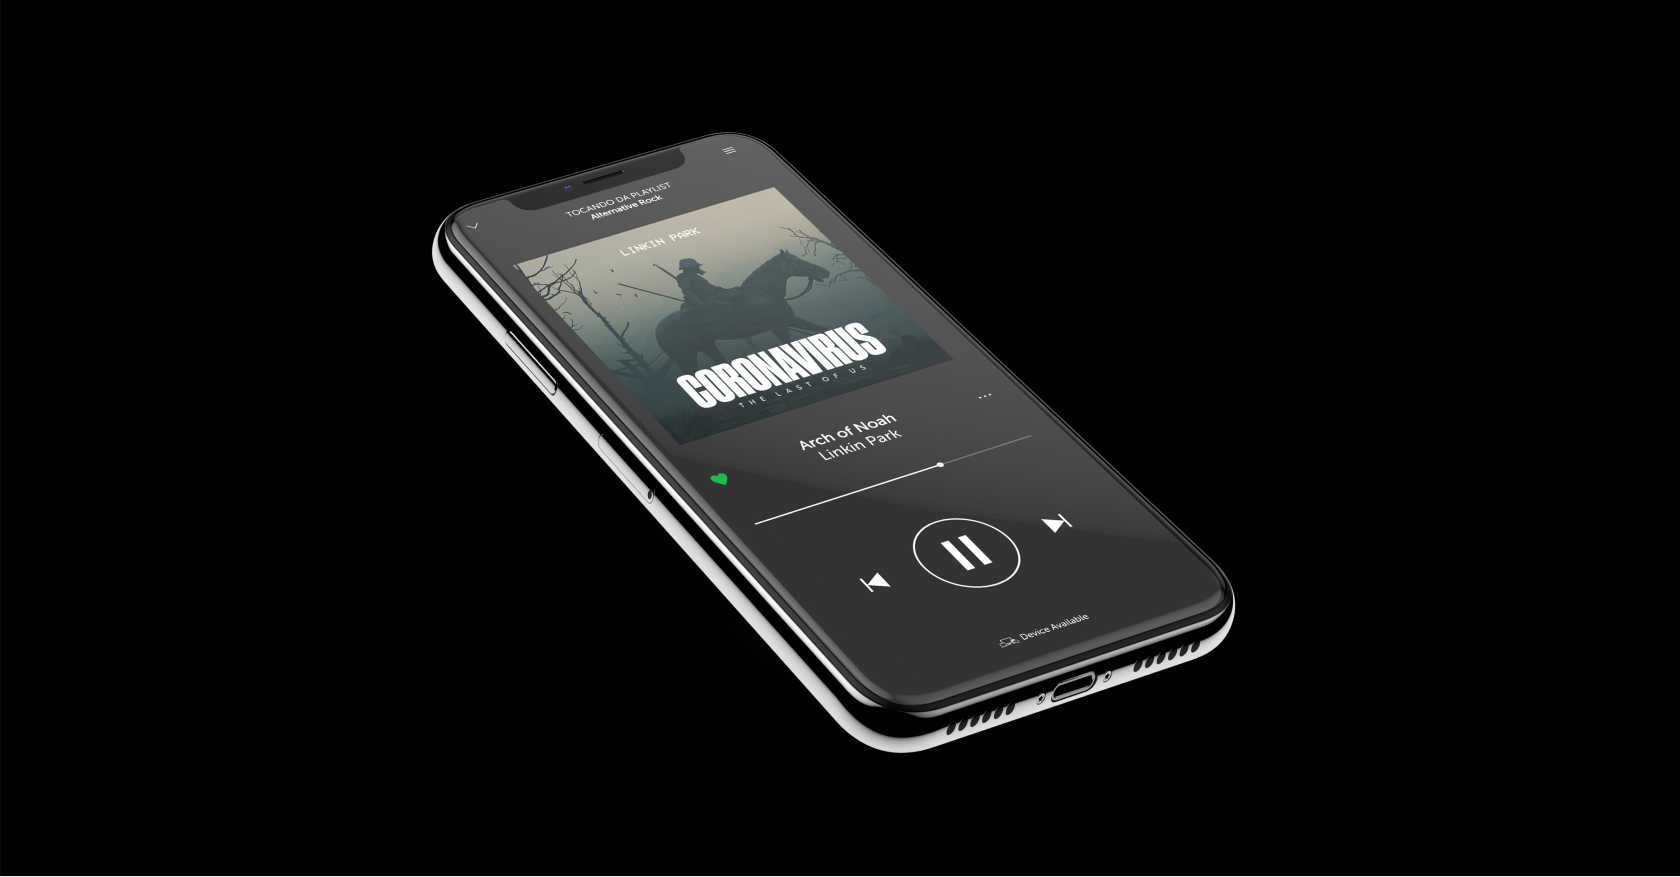 TOCANDO DA PLAYLIST
Alternative Rock
LINKIN PARK
CORONAVIRUS
THE LAST OF US
Arch of Noah
Linkin Park
Device Available